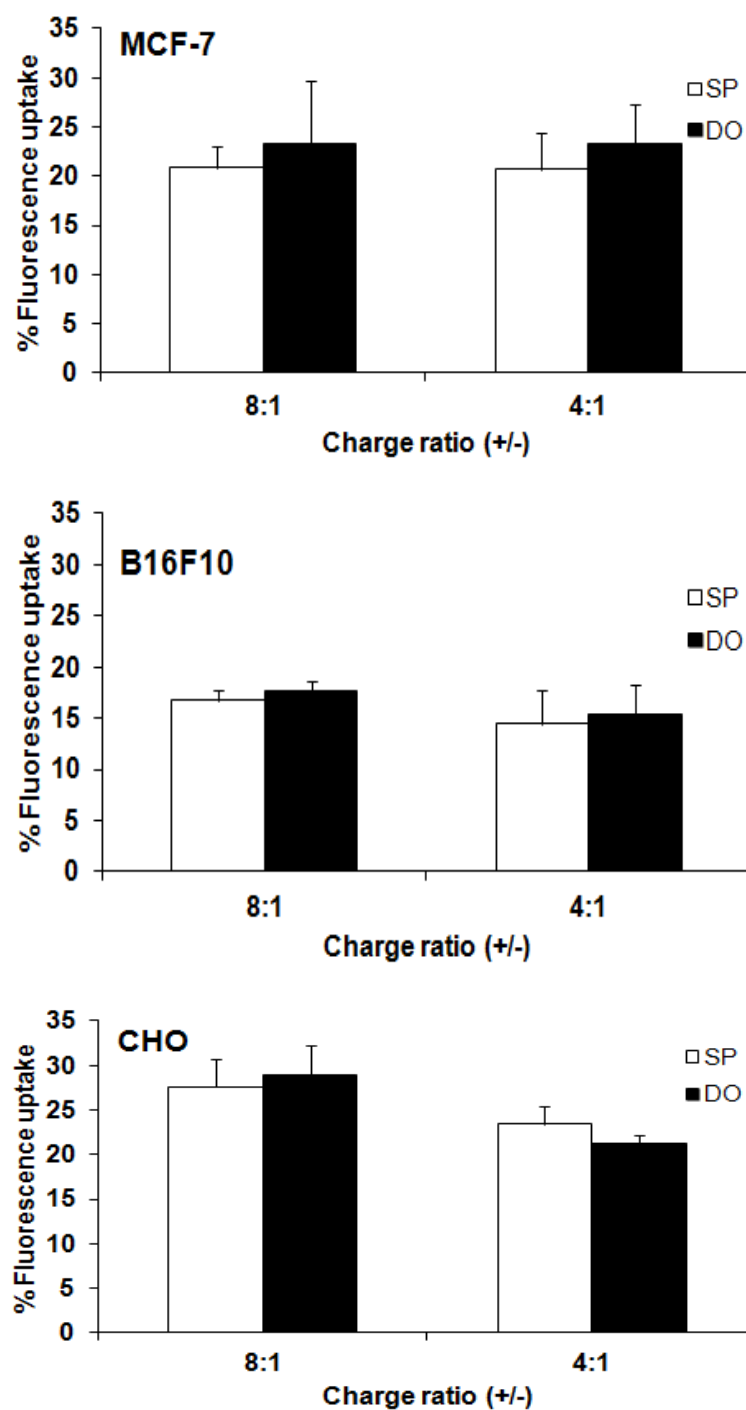 MCF-7
% Fluorescence uptake
35
30
25
20
15
10
5
0
SP
DO
8:1 4:1
Charge ratio (+/-)
B16F10
% Fluorescence uptake
35
30
25
20
15
10
5
0
SP
DO
8:1 4:1
Charge ratio (+/-)
CHO
% Fluorescence uptake
35
30
25
20
15
10
5
0
SP
DO
8:1 4:1
Charge ratio (+/-)